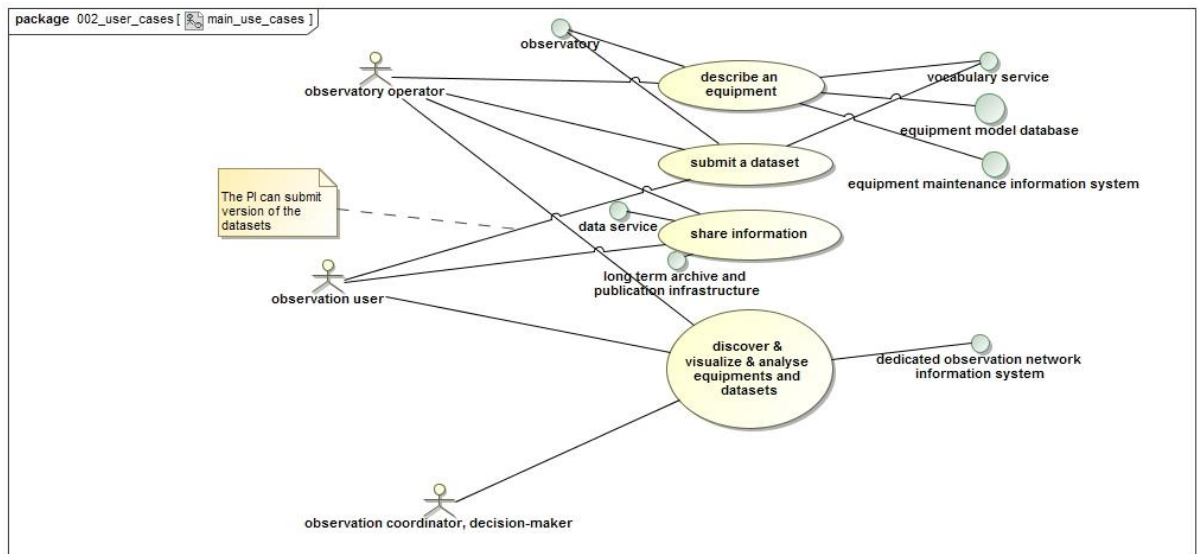 package 002_user_cases [ main_use_cases ]
observatory
observatory operator
describe an
equipment
vocabulary service
equipment model database
submit a dataset
equipment maintenance information system
The PI can submit
version of the
datasets
data service
share information
long term archive and
publication infrastructure
observation user
discover &
visualize & analyse
equipments and
datasets
dedicated observation network
information system
observation coordinator, decision-maker